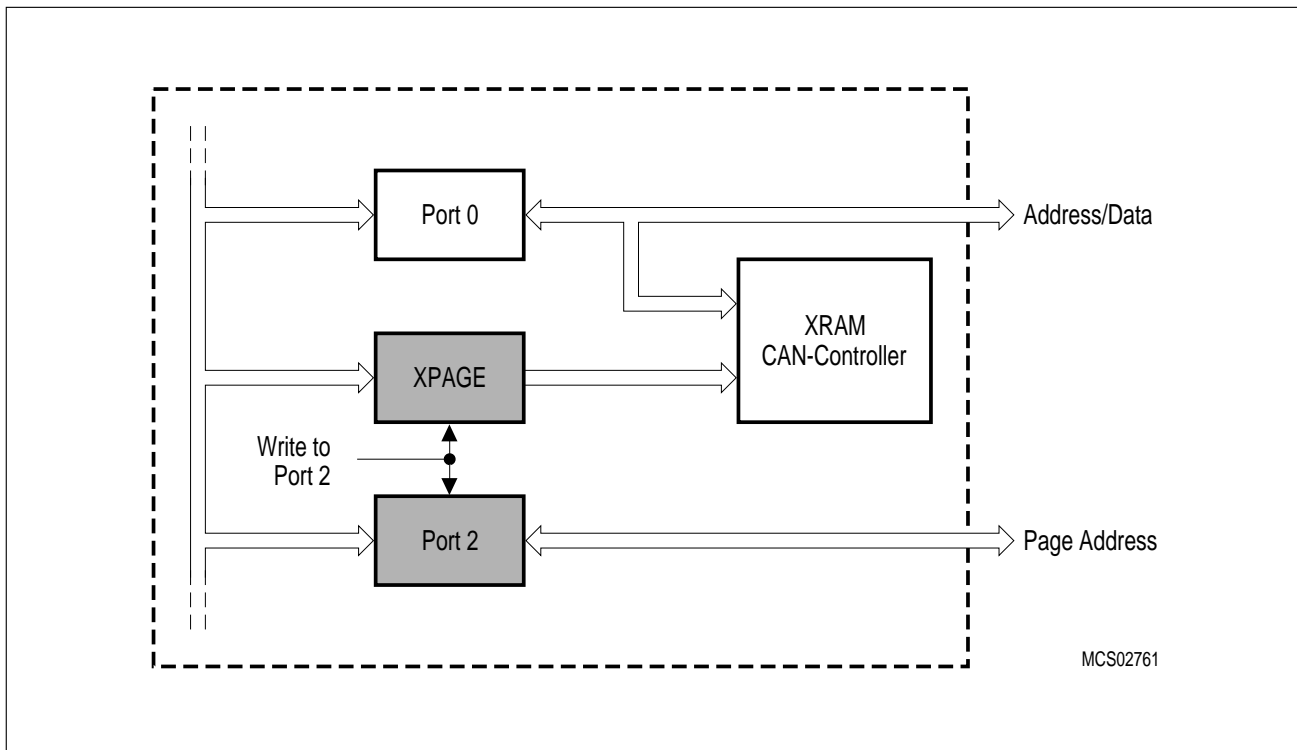 Port 0
Address/Data
XRAM
CAN-Controller
XPAGE
Write to
Port 2
Port 2
Page Address
MCS02761